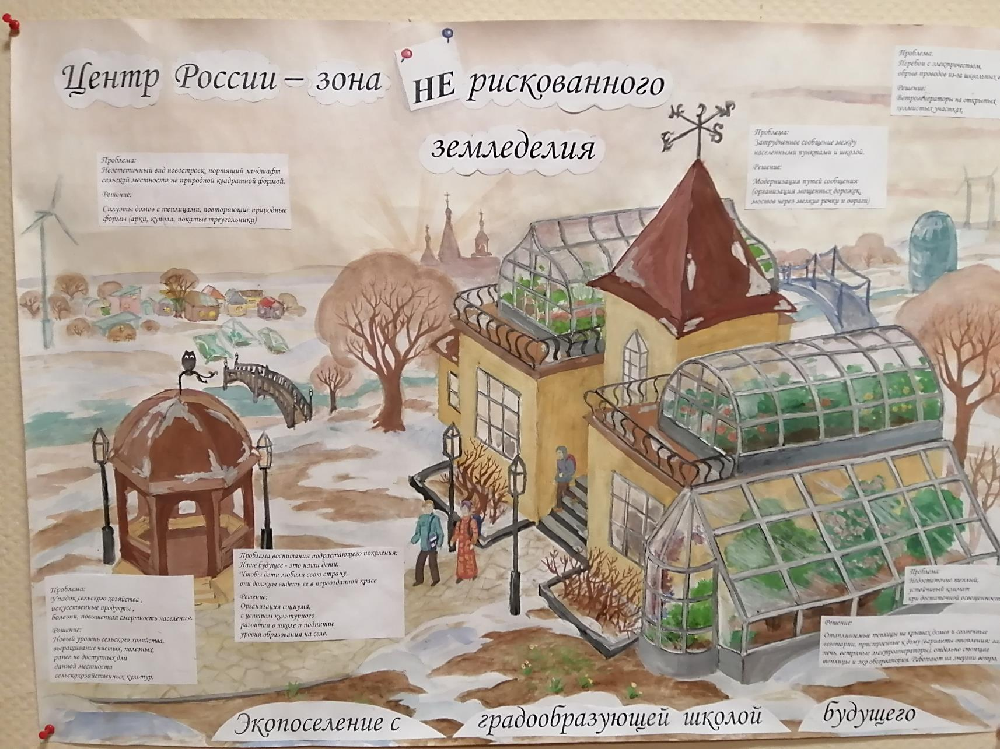 Центр России – зона НЕ рискованного
земледелия
Проблема:
Перебои с электричеством,
обрыв проводов из-за шквальных
Решение:
Ветрогенераторы на открытых
холмистых участках.
Проблема:
Затрудненное сообщение между
населенными пунктами и школой.
Решение:
Модернизация путей сообщения
(организация мощенных дорожек,
мостов через мелкие речки и овраги)
Проблема:
Неэстетичный вид новостроек, портящий ландшафт
сельской местности не природной квадратной формой.
Решение:
Силуэты домов с теплицами, повторяющие природные
формы (арки, купола, покатые треугольники)
N J S
E S
Проблема воспитания подрастающего поколения:
Наше будущее - это наши дети.
Чтобы дети любили свою страну,
они должны видеть ее в первозданной красе.
Решение:
Организация социума,
с центром культурного
развития в школе и поднятие
уровня образования на селе.
Проблема:
Упадок сельского хозяйства,
искусственные продукты,
болезни, повышенная смертность населения.
Решение:
Новый уровень сельского хозяйства,
выращивание чистых, полезных,
ранее не доступных для
данной местности
сельскохозяйственных культур.
Проблема:
Недостаточно теплый,
устойчивый климат
при достаточной освещенност
Решение:
Отапливаемые теплицы на крышах домов и солнечные
вегетарии, пристроенные к дому (варианты отопления: га
печь, ветряные электрогенераторы), отдельно стоящие
теплицы и эко обсерватория. Работают на энергии ветра.
Экопоселение с градообразующей школой будущего